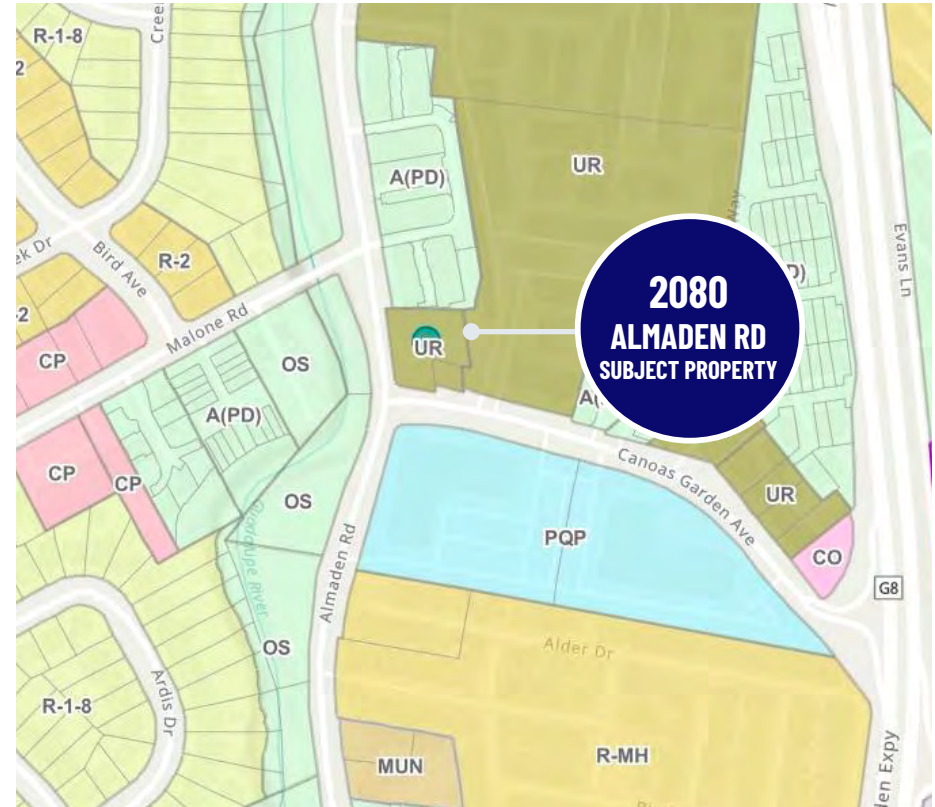 R-1-8
Cree
2
UR
A(PD)
Way
ek Dr
Bird Ave
R-2
Evans Ln
D)
2080
ALMADEN RD
SUBJECT PROPERTY
-2
Malone Rd
CP
OS
UR
A(PD)
A(
Canoas Garden Ave
CP
CP
OS
UR
PQP
CO
Guadalupe River
Almaden Rd
G8
Alder Dr
OS
Ardis Dr
R-1-8
MUN
R-MH
den Expy